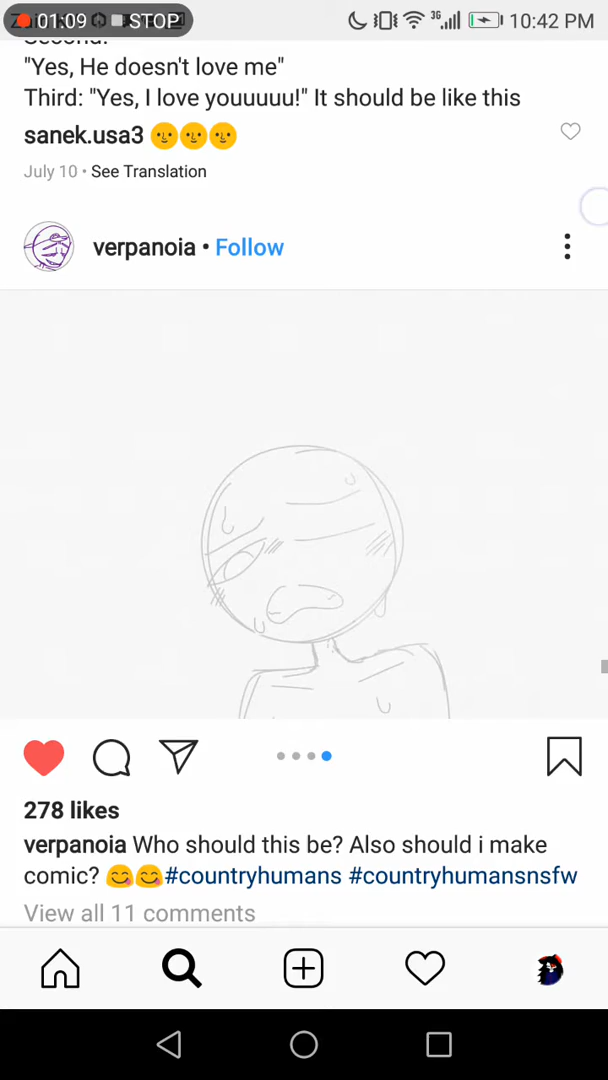 01:09 STOP 36 10:42 PM
"Yes, He doesn't love me"
Third: "Yes, I love youuuuu!" It should be like this
sanek.usa3 🌝🌝🌝
July 10 • See Translation
verpanoia • Follow
278 likes
verpanoia Who should this be? Also should i make
comic? 😋😋#countryhumans #countryhumansnsfw
View all 11 comments